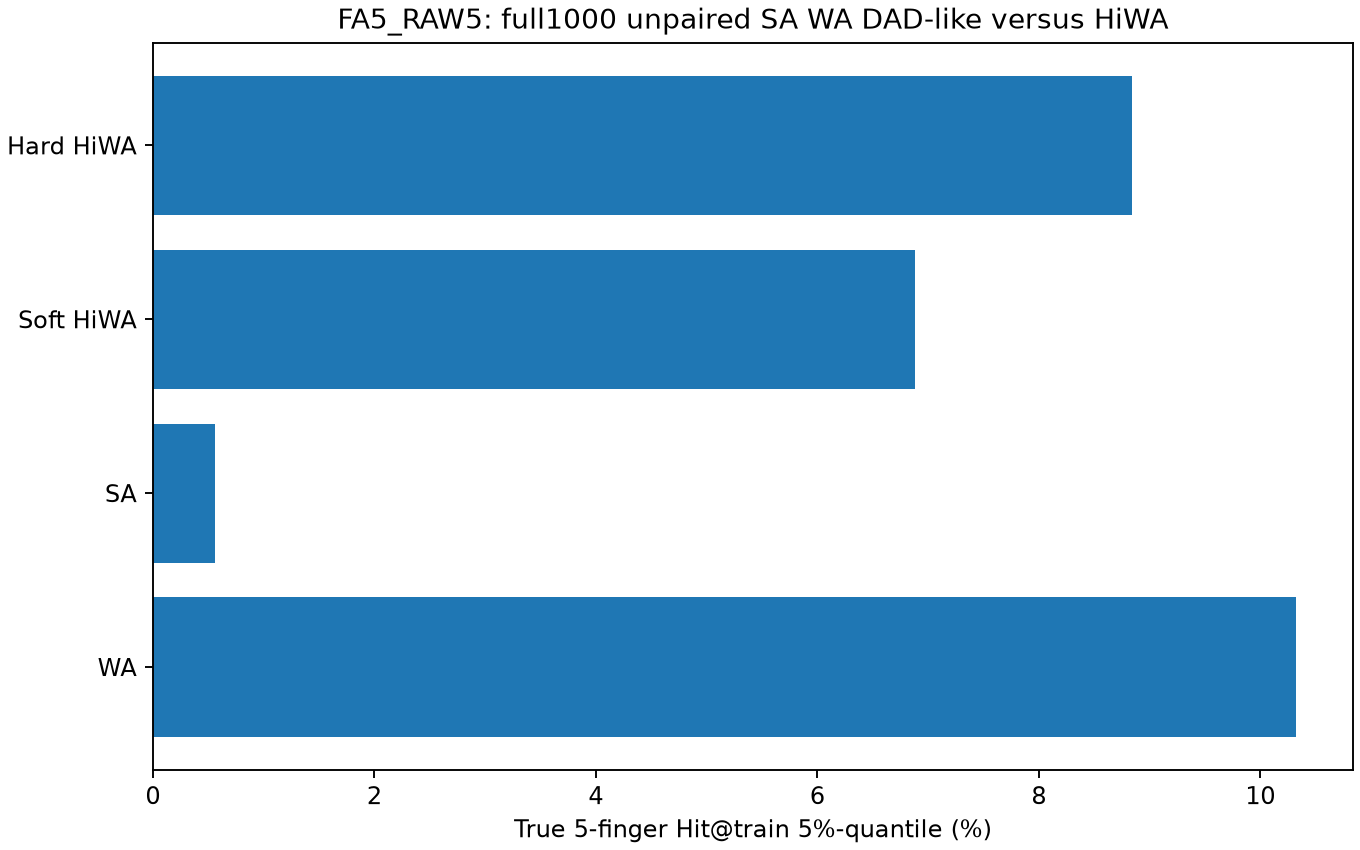 FA5_RAW5: full1000 unpaired SA WA DAD-like versus HiWA
Hard HiWA
Soft HiWA
SA
WA
0 2 4 6 8 10
True 5-finger Hit@train 5%-quantile (%)